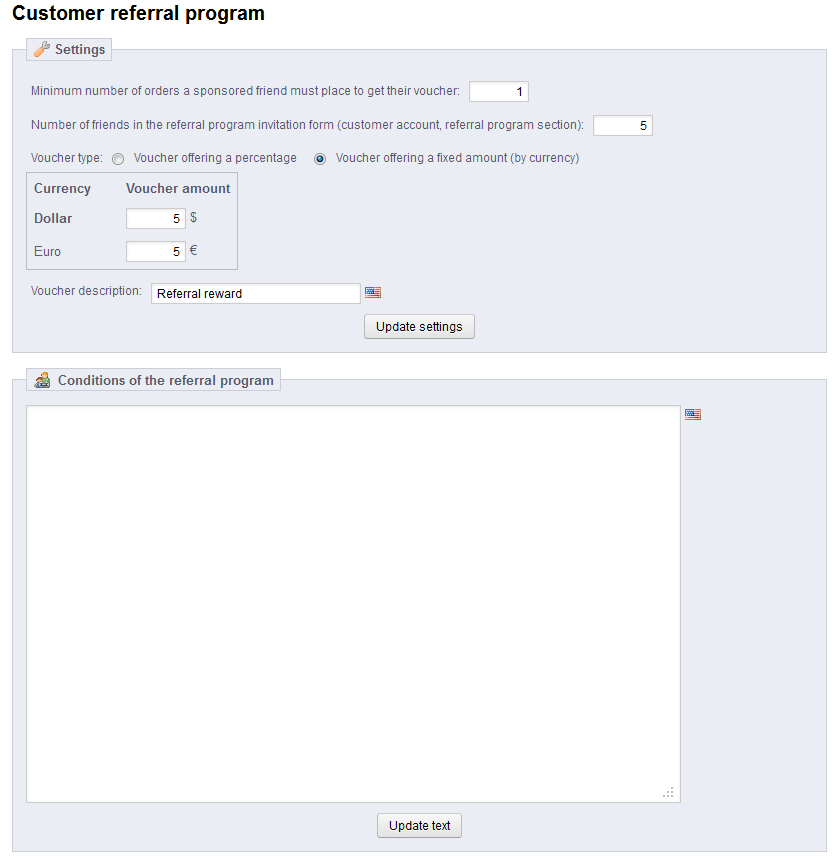 Customer referral program
Settings
Minimum number of orders a sponsored friend must place to get their voucher: 1
Number of friends in the referral program invitation form (customer account, referral program section): 5
Voucher type: Voucher offering a percentage Voucher offering a fixed amount (by currency)
Currency Voucher amount
Dollar 5 $
Euro 5 €
Voucher description: Referral reward
Update settings
Conditions of the referral program
Update text